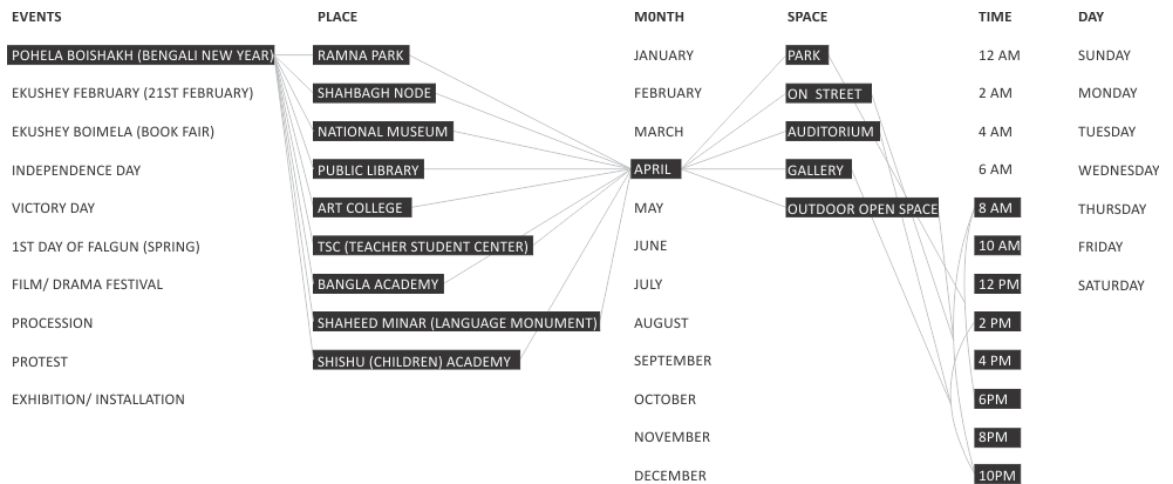 EVENTS PLACE M0NTH SPACE TIME DAY
POHELA BOISHAKH (BENGALI NEW YEAR) RAMNA PARK JANUARY PARK 12 AM SUNDAY
EKUSHEY FEBRUARY (21ST FEBRUARY) SHAHBAGH NODE FEBRUARY ON STREET 2 AM MONDAY
EKUSHEY BOIMELA (BOOK FAIR) NATIONAL MUSEUM MARCH AUDITORIUM 4 AM TUESDAY
INDEPENDENCE DAY PUBLIC LIBRARY APRIL GALLERY 6 AM WEDNESDAY
VICTORY DAY ART COLLEGE MAY OUTDOOR OPEN SPACE 8 AM THURSDAY
1ST DAY OF FALGUN (SPRING) TSC (TEACHER STUDENT CENTER) JUNE 10 AM FRIDAY
FILM/ DRAMA FESTIVAL BANGLA ACADEMY JULY 12 PM SATURDAY
PROCESSION SHAHEED MINAR (LANGUAGE MONUMENT) AUGUST 2 PM
PROTEST SHISHU (CHILDREN) ACADEMY SEPTEMBER 4 PM
EXHIBITION/ INSTALLATION OCTOBER 6PM
NOVEMBER 8PM
DECEMBER 10PM